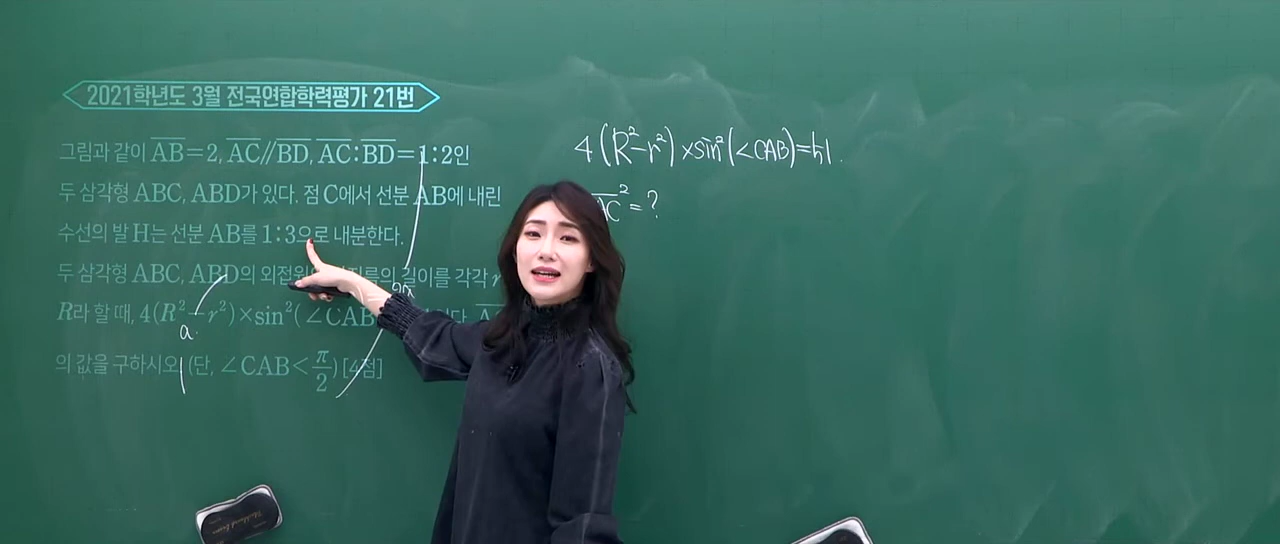 2021학년도 3월 전국연합학력평가 21번
그림과 같이 AB=2, AC//BD, AC:BD=1:2인
두 삼각형 ABC, ABD가 있다. 점 C에서 선분 AB에 내린
수선의 발 H는 선분 AB를 1:3으로 내분한다.
두 삼각형 ABC, ABD의 외접원 길이를 각각 r
R라 할 때, 4(R²-r²)×sin²(∠CAB
의 값을 구하시오. (단, ∠CAB<π/2) [4점]
a
2a
4(R²-r²)×sin²(∠CAB)=51.
AC²=?